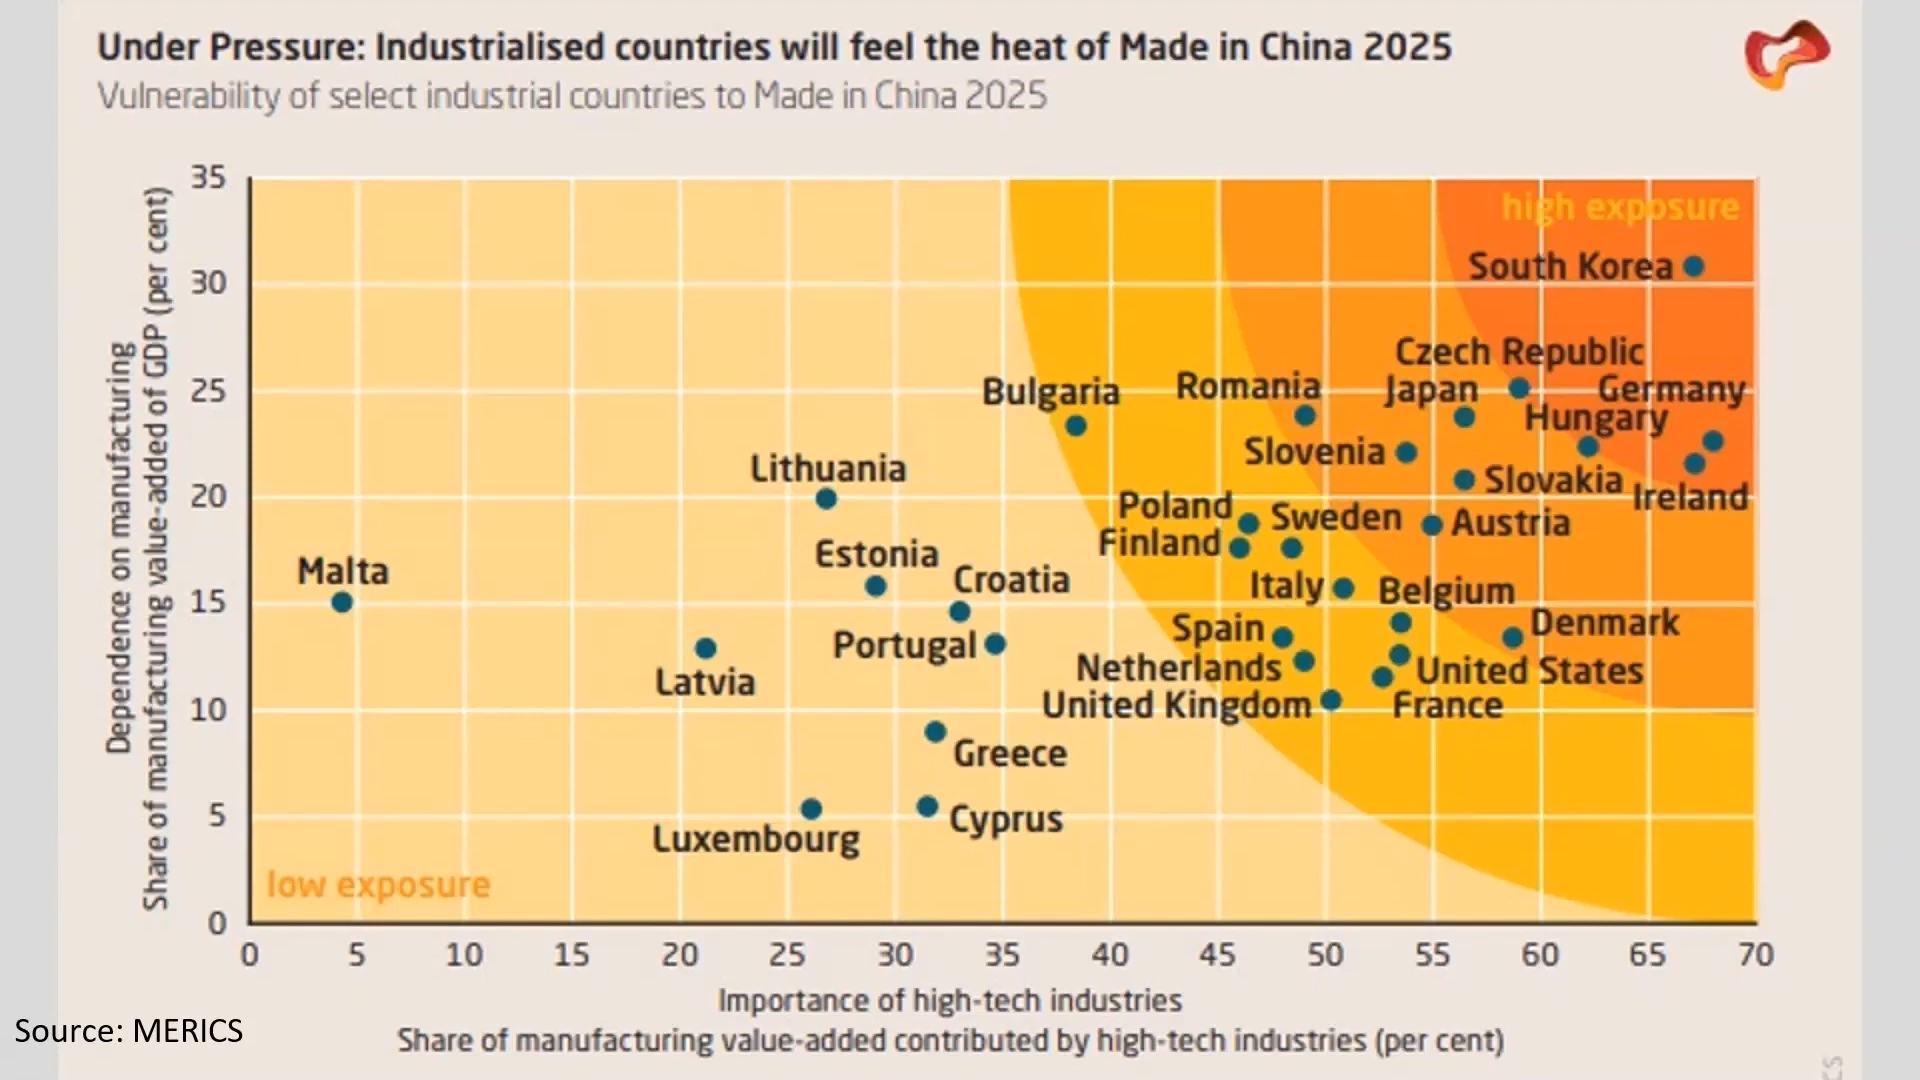 Under Pressure: Industrialised countries will feel the heat of Made in China 2025
Vulnerability of select industrial countries to Made in China 2025
Dependence on manufacturing
Share of manufacturing value-added of GDP (per cent)
35
30
25
20
15
10
5
0
high exposure
South Korea
Czech Republic
Bulgaria
Romania
Japan
Germany
Hungary
Slovenia
Lithuania
Slovakia
Ireland
Poland
Sweden
Austria
Finland
Estonia
Malta
Croatia
Italy
Belgium
Spain
Denmark
Portugal
Netherlands
United States
Latvia
United Kingdom
France
Greece
Cyprus
Luxembourg
low exposure
0 5 10 15 20 25 30 35 40 45 50 55 60 65 70
Importance of high-tech industries
Share of manufacturing value-added contributed by high-tech industries (per cent)
Source: MERICS